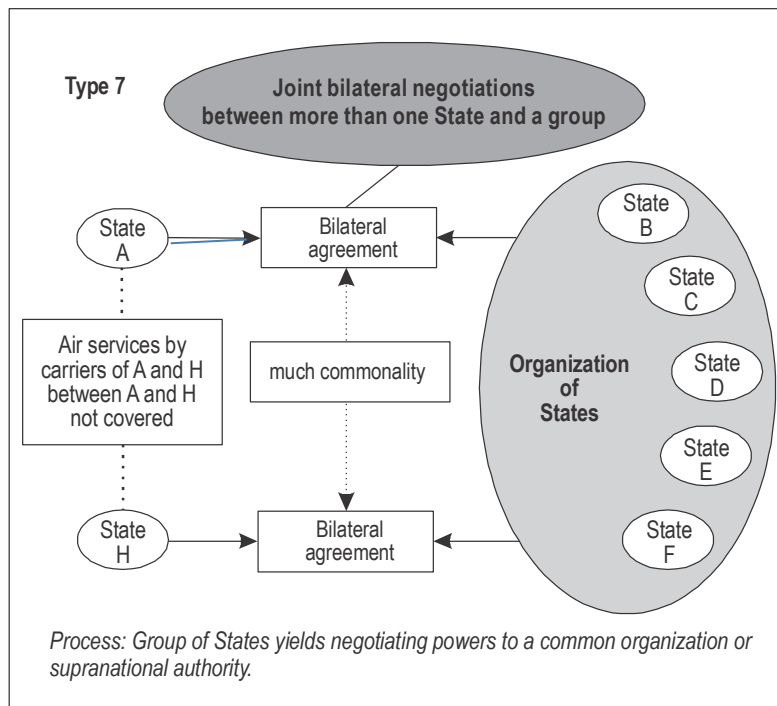 Type 7
Joint bilateral negotiations
between more than one State and a group
State
A
Bilateral
agreement
State
B
State
C
Air services by
carriers of A and H
between A and H
not covered
much commonality
Organization
of
States
State
D
State
E
State
H
Bilateral
agreement
State
F
Process: Group of States yields negotiating powers to a common organization or
supranational authority.